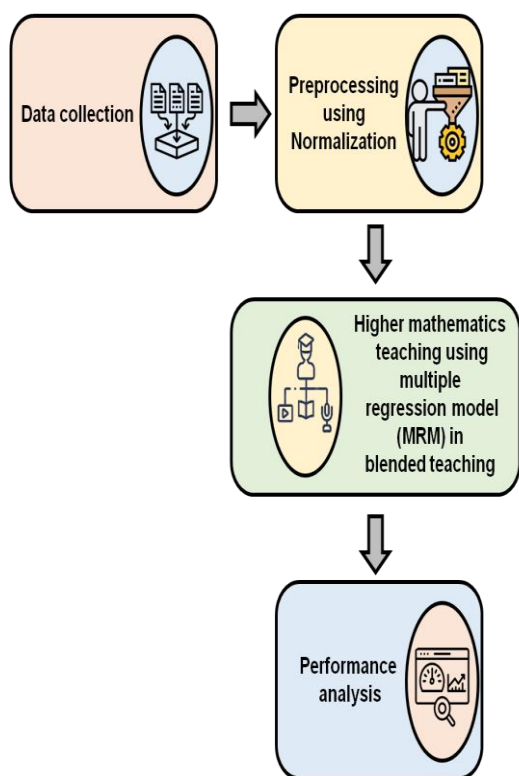 Data collection
Preprocessing
using
Normalization
Higher mathematics
teaching using
multiple
regression model
(MRM) in
blended teaching
Performance
analysis